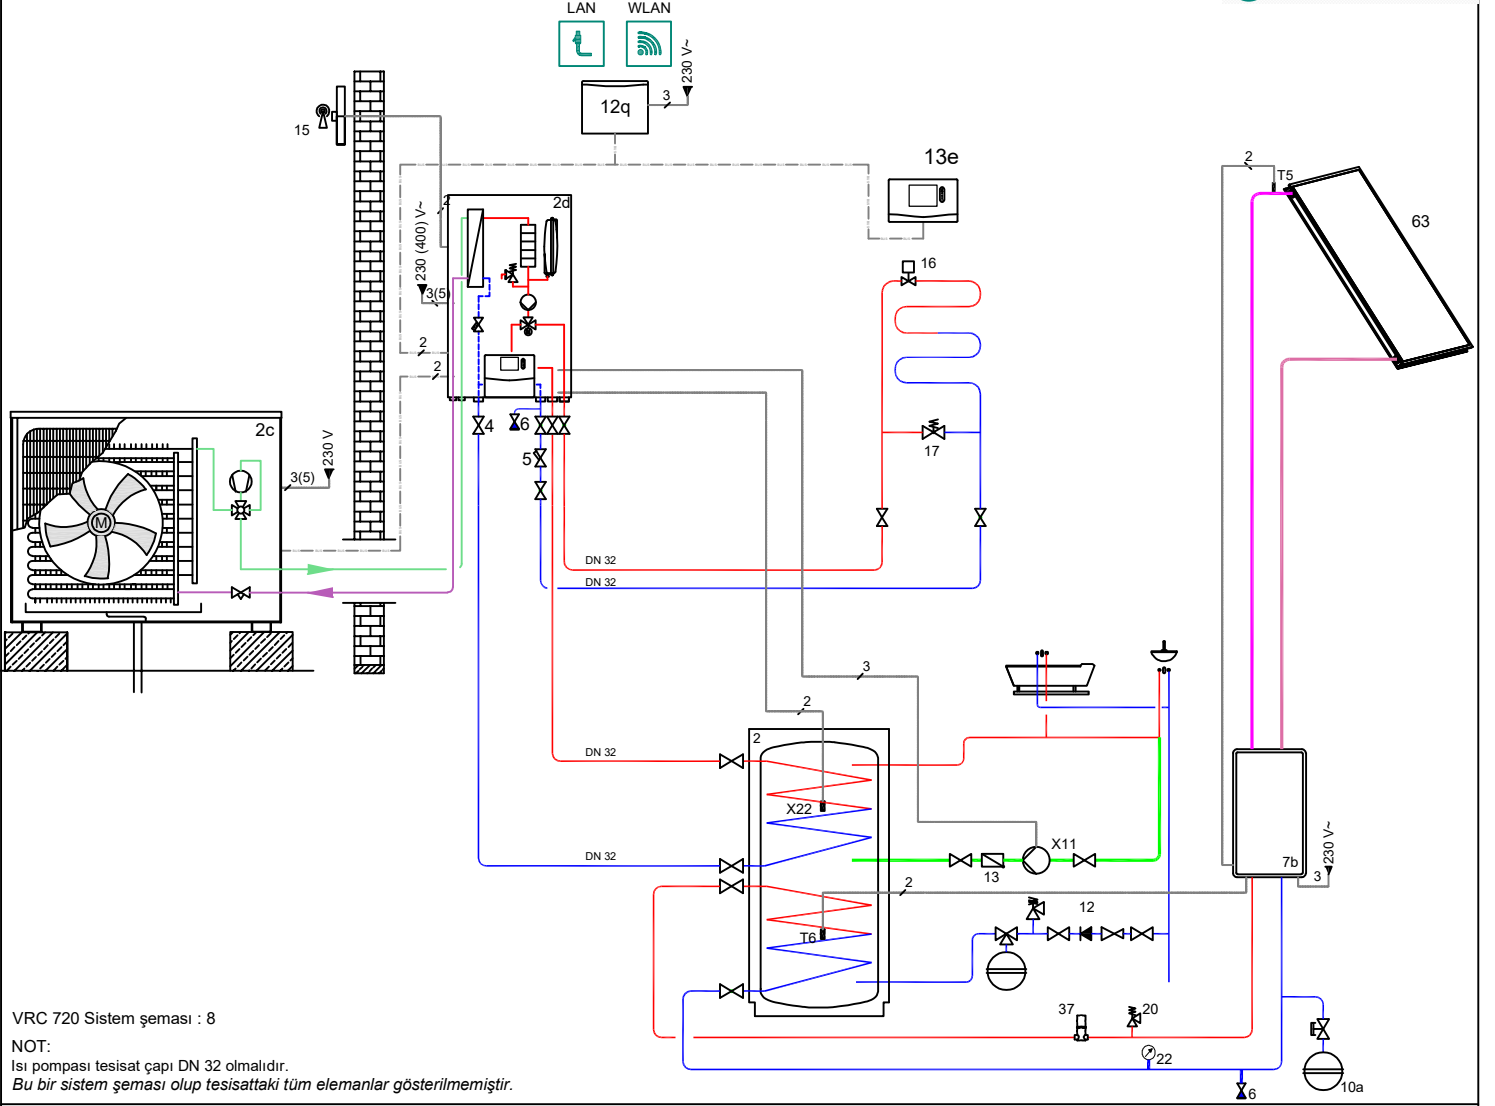 LAN WLAN
230 V~
12q
3
15
13e
2
T5
63
2
2d
230 (400) V~
16
3(5)
2
2
2c
230 V
3(5)
4
6
5
17
M
DN 32
DN 32
3
2
2
DN 32
X22
DN 32
X11
13
7b
230 V~
3
2
12
T6
37
20
22
10a
6
VRC 720 Sistem şeması : 8
NOT:
Isı pompası tesisat çapı DN 32 olmalıdır.
Bu bir sistem şeması olup tesisattaki tüm elemanlar gösterilmemiştir.